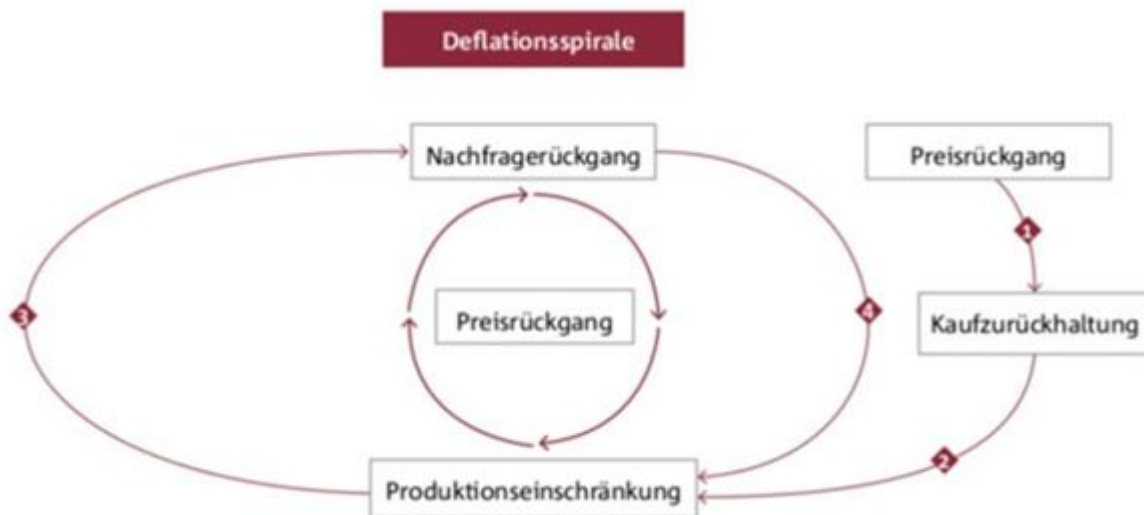 Deflationsspirale
Nachfragerückgang
Preisrückgang
1
3
Preisrückgang
4
Kaufzurückhaltung
2
Produktionseinschränkung